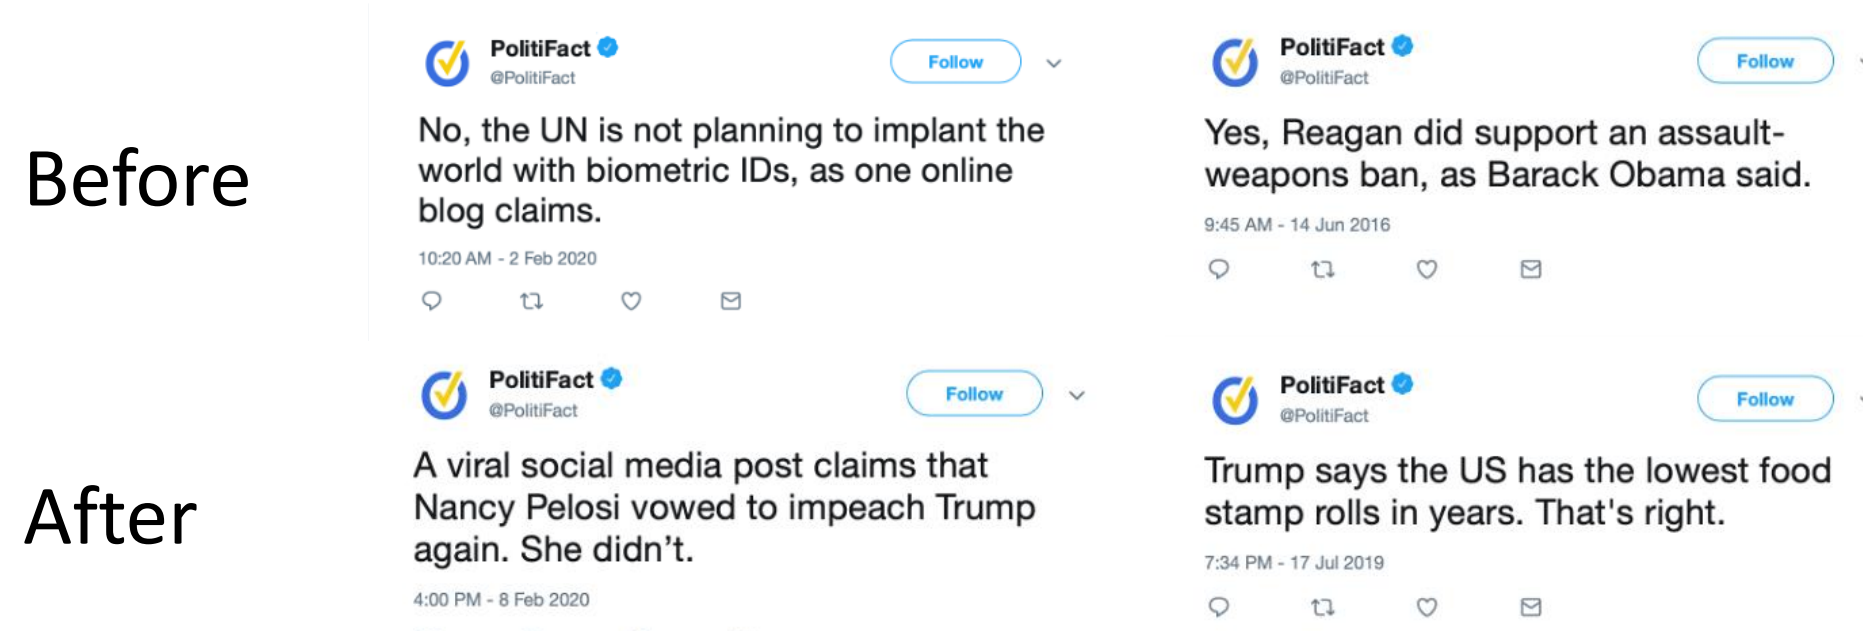 Before
PolitiFact
@PolitiFact
Follow
No, the UN is not planning to implant the
world with biometric IDs, as one online
blog claims.
10:20 AM - 2 Feb 2020
PolitiFact
@PolitiFact
Follow
Yes, Reagan did support an assault-
weapons ban, as Barack Obama said.
9:45 AM - 14 Jun 2016
After
PolitiFact
@PolitiFact
Follow
A viral social media post claims that
Nancy Pelosi vowed to impeach Trump
again. She didn’t.
4:00 PM - 8 Feb 2020
PolitiFact
@PolitiFact
Follow
Trump says the US has the lowest food
stamp rolls in years. That's right.
7:34 PM - 17 Jul 2019